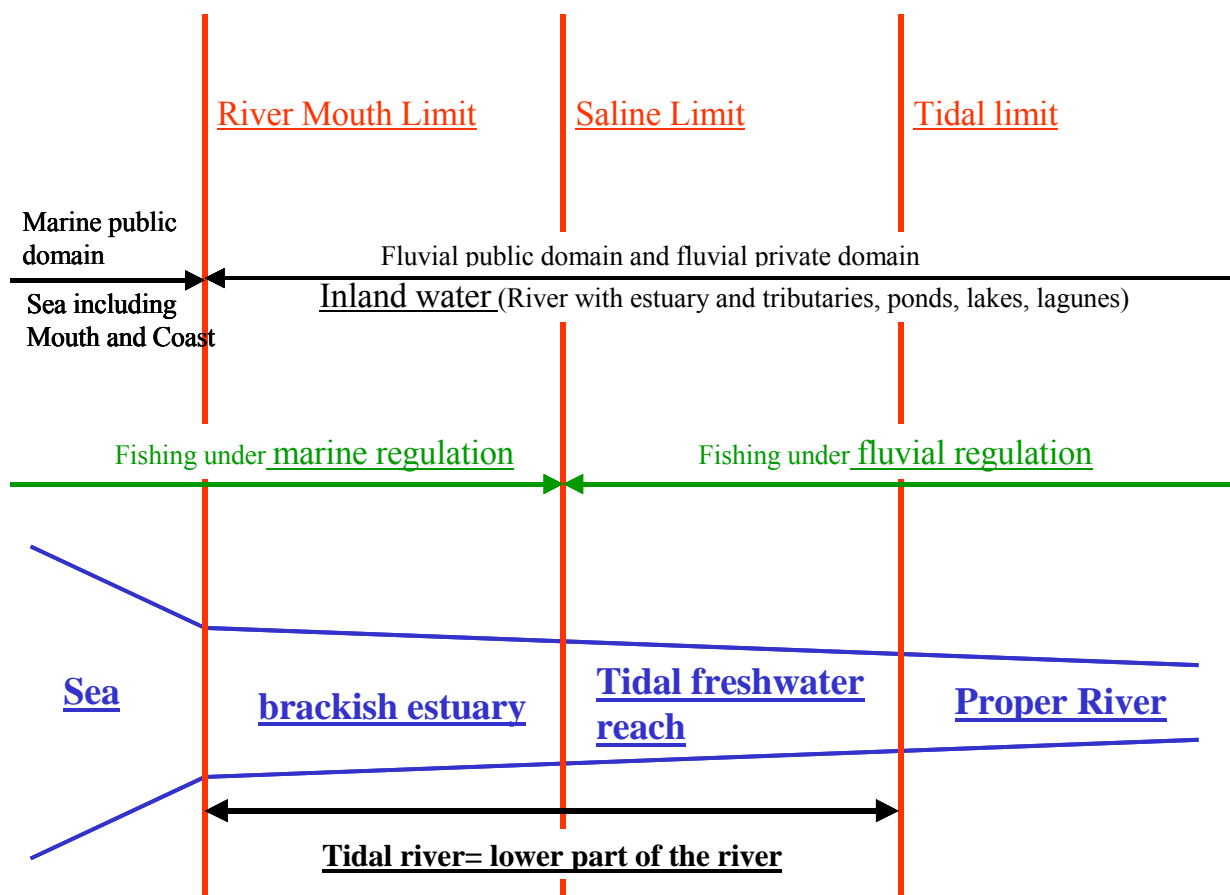 River Mouth Limit
Saline Limit
Tidal limit
Marine public
domain
Fluvial public domain and fluvial private domain
Sea including
Mouth and Coast
Inland water (River with estuary and tributaries, ponds, lakes, lagunes)
Fishing under marine regulation
Fishing under fluvial regulation
Sea
brackish estuary
Tidal freshwater
reach
Proper River
Tidal river= lower part of the river